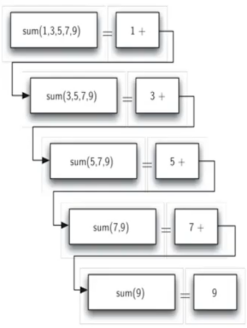 sum(1,3,5,7,9) = 1 +
sum(3,5,7,9) = 3 +
sum(5,7,9) = 5 +
sum(7,9) = 7 +
sum(9) = 9